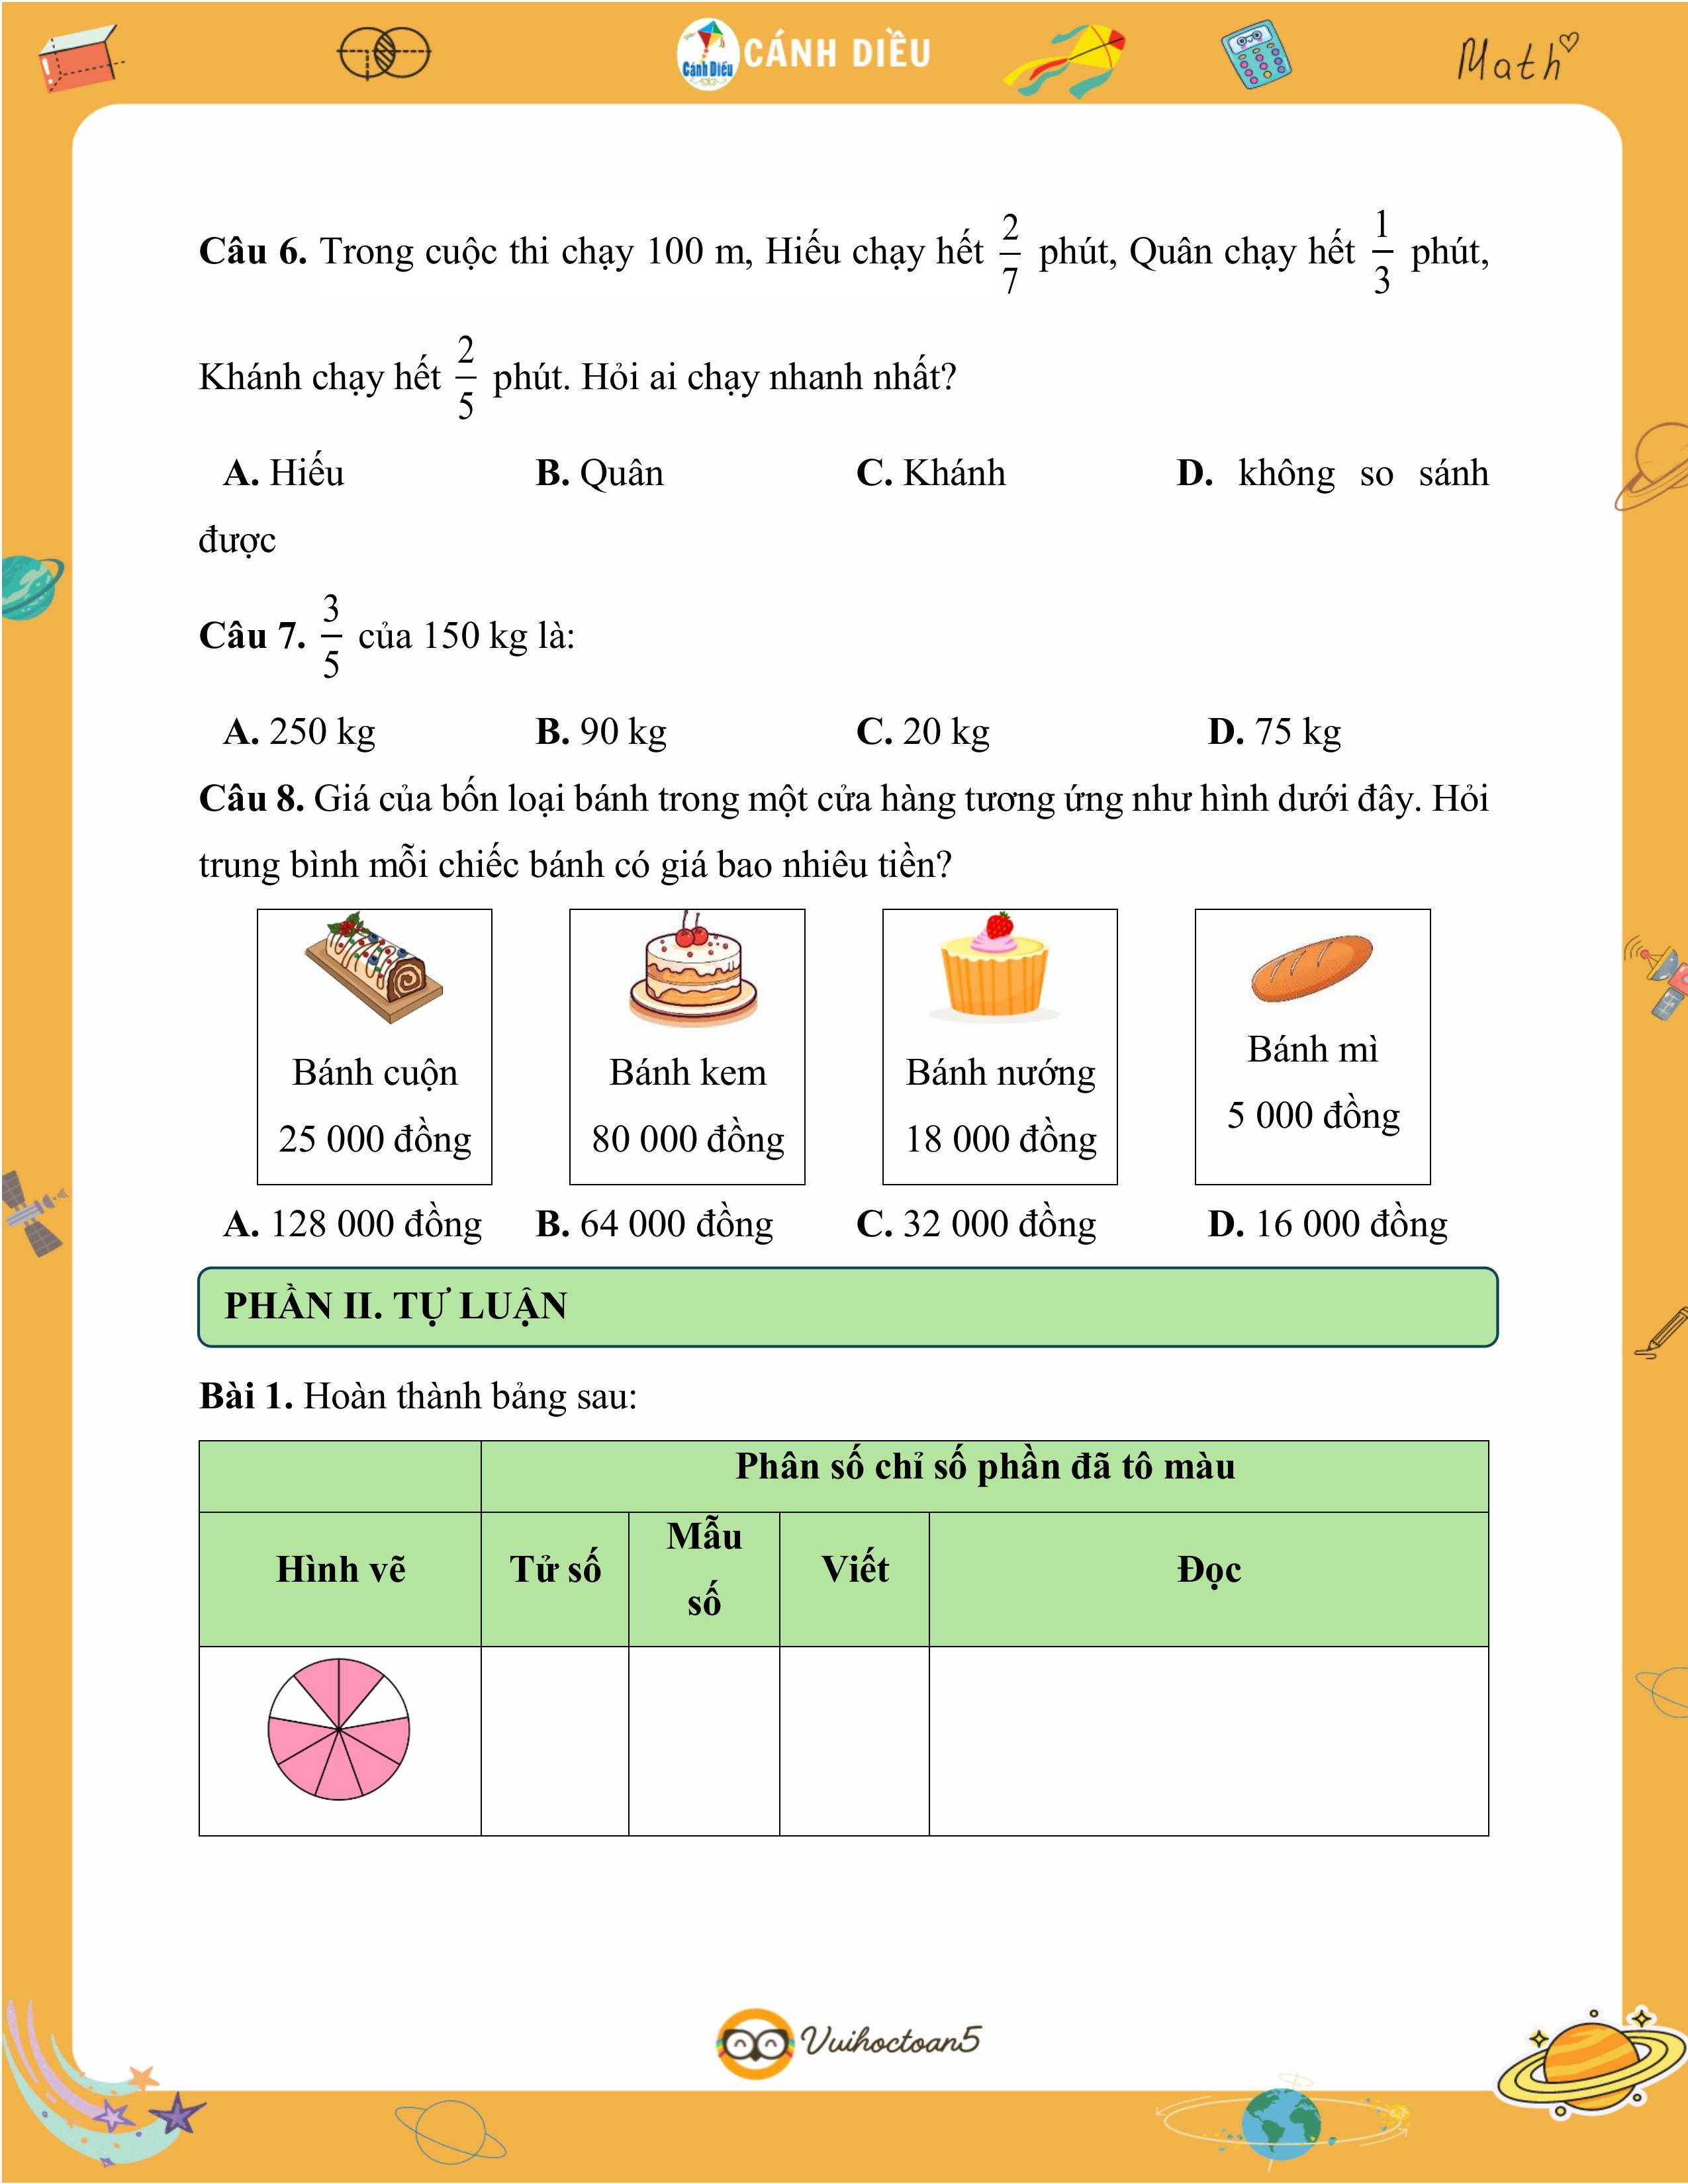 Cánh Diều CÁNH DIỀU Math
Câu 6. Trong cuộc thi chạy 100 m, Hiếu chạy hết 2/7 phút, Quân chạy hết 1/3 phút,
Khánh chạy hết 2/5 phút. Hỏi ai chạy nhanh nhất?
A. Hiếu B. Quân C. Khánh D. không so sánh
được
Câu 7. 3/5 của 150 kg là:
A. 250 kg B. 90 kg C. 20 kg D. 75 kg
Câu 8. Giá của bốn loại bánh trong một cửa hàng tương ứng như hình dưới đây. Hỏi
trung bình mỗi chiếc bánh có giá bao nhiêu tiền?
Bánh cuộn
25 000 đồng
Bánh kem
80 000 đồng
Bánh nướng
18 000 đồng
Bánh mì
5 000 đồng
A. 128 000 đồng B. 64 000 đồng C. 32 000 đồng D. 16 000 đồng
PHẦN II. TỰ LUẬN
Bài 1. Hoàn thành bảng sau:
Phân số chỉ số phần đã tô màu
Hình vẽ Tử số Mẫu số Viết Đọc
Vuihoctoan5